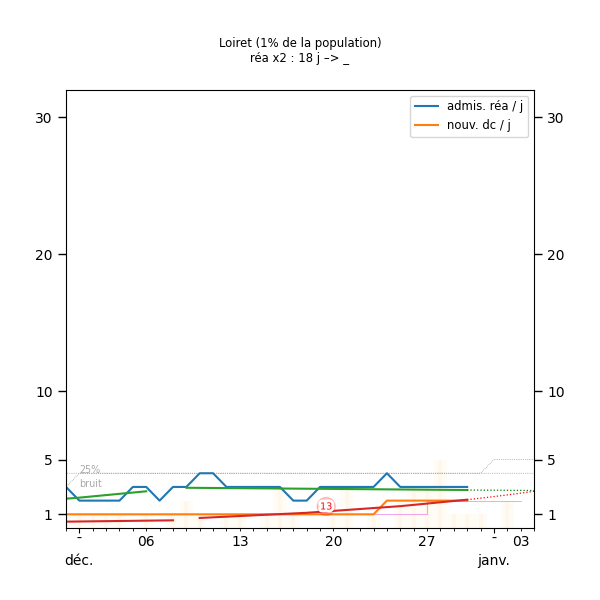 Loiret (1% de la population)
réa x2 : 18 j –> _
admis. réa / j
nouv. dc / j
30 30
20 20
10 10
5 5
25%
bruit
13
1 1
- 06 13 20 27 - 03
déc. janv.